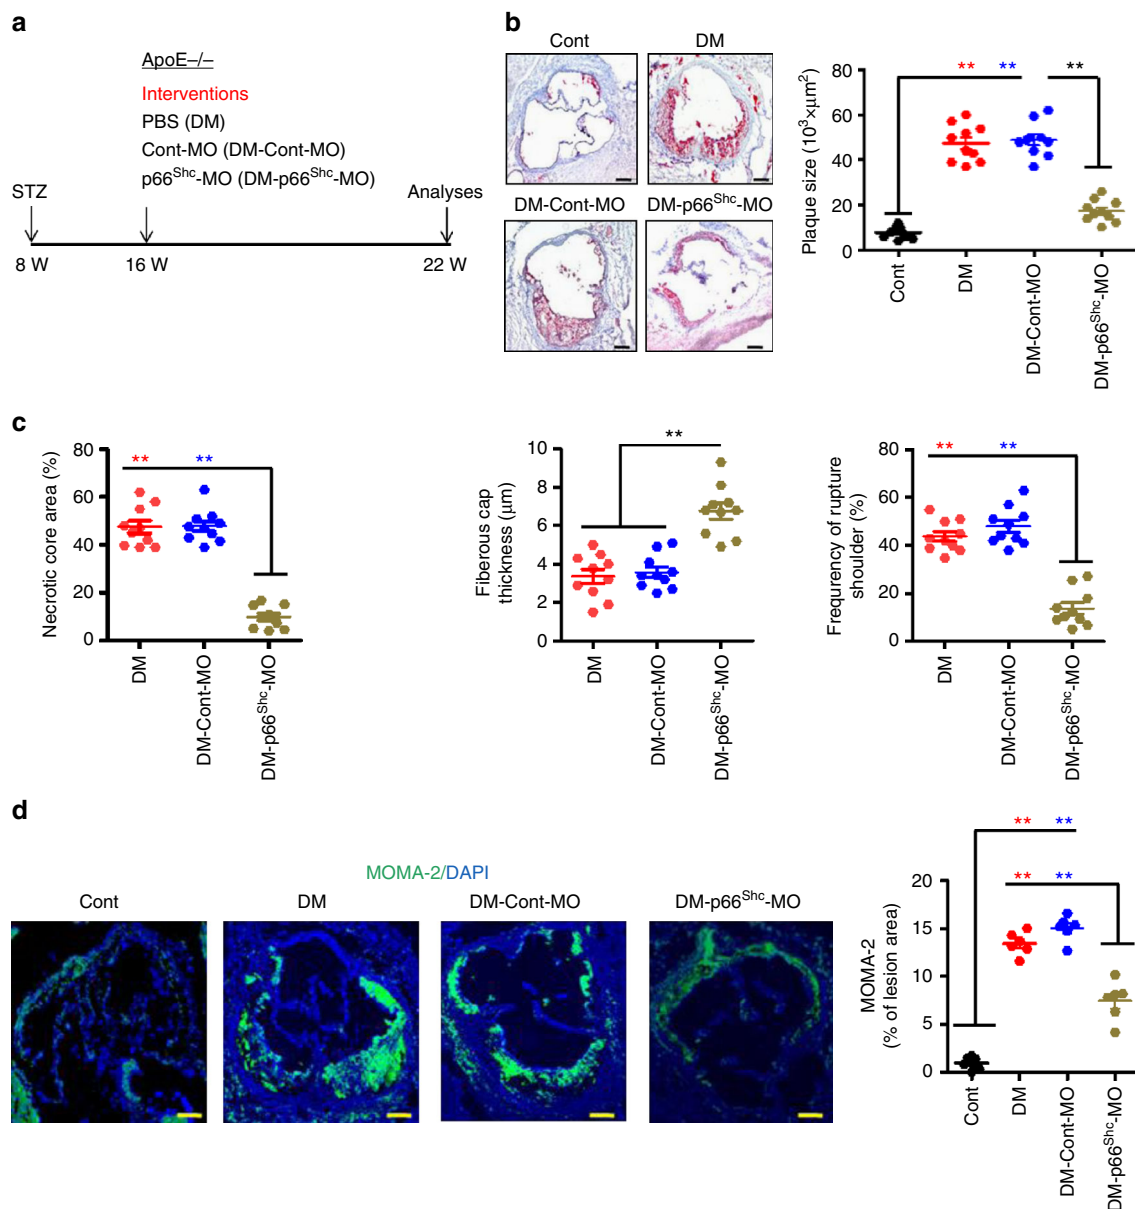 a
ApoE–/–
Interventions
PBS (DM)
Cont-MO (DM-Cont-MO)
p66Shc-MO (DM-p66Shc-MO)
STZ
Analyses
8 W
16 W
22 W
b
Cont
DM
DM-Cont-MO
DM-p66Shc-MO
** ** **
Plaque size (10³×µm²)
80
60
40
20
0
Cont
DM
DM-Cont-MO
DM-p66Shc-MO
c
** **
Necrotic core area (%)
80
60
40
20
0
DM
DM-Cont-MO
DM-p66Shc-MO
**
Fiberous cap
thickness (µm)
10
8
6
4
2
0
DM
DM-Cont-MO
DM-p66Shc-MO
** **
Frequrency of rupture
shoulder (%)
80
60
40
20
0
DM
DM-Cont-MO
DM-p66Shc-MO
d
MOMA-2/DAPI
Cont
DM
DM-Cont-MO
DM-p66Shc-MO
** **
** **
MOMA-2
(% of lesion area)
20
15
10
5
0
Cont
DM
DM-Cont-MO
DM-p66Shc-MO